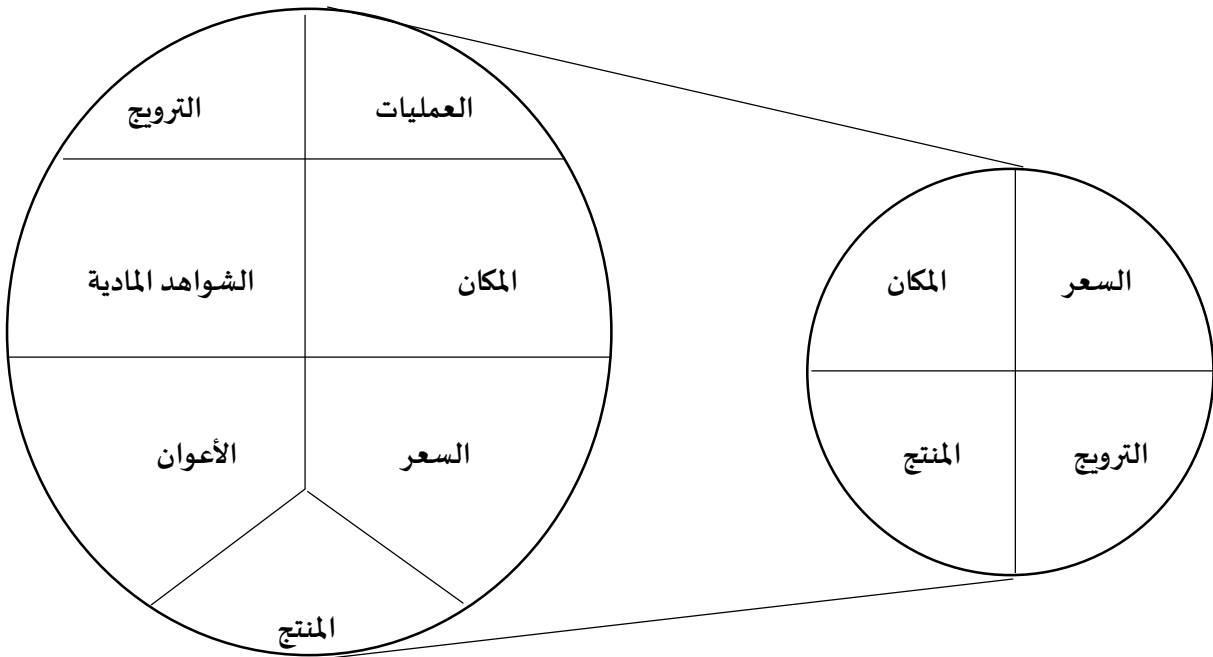 العمليات
الترويج
المكان
الشواهد المادية
السعر
الأعوان
المنتج
السعر
المكان
الترويج
المنتج